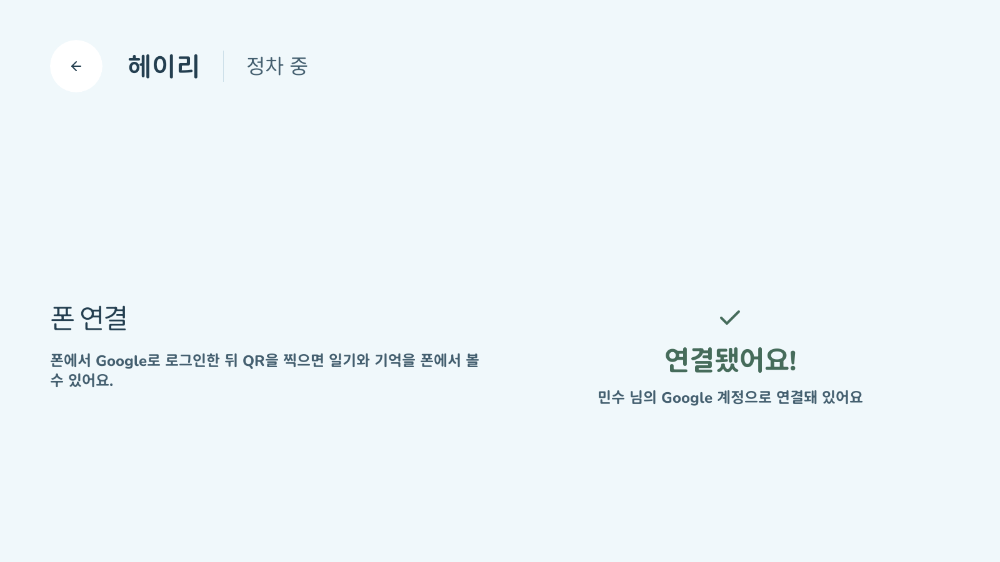 헤이리
정차 중
폰 연결
폰에서 Google로 로그인한 뒤 QR을 찍으면 일기와 기억을 폰에서 볼
수 있어요.
연결됐어요!
민수 님의 Google 계정으로 연결돼 있어요